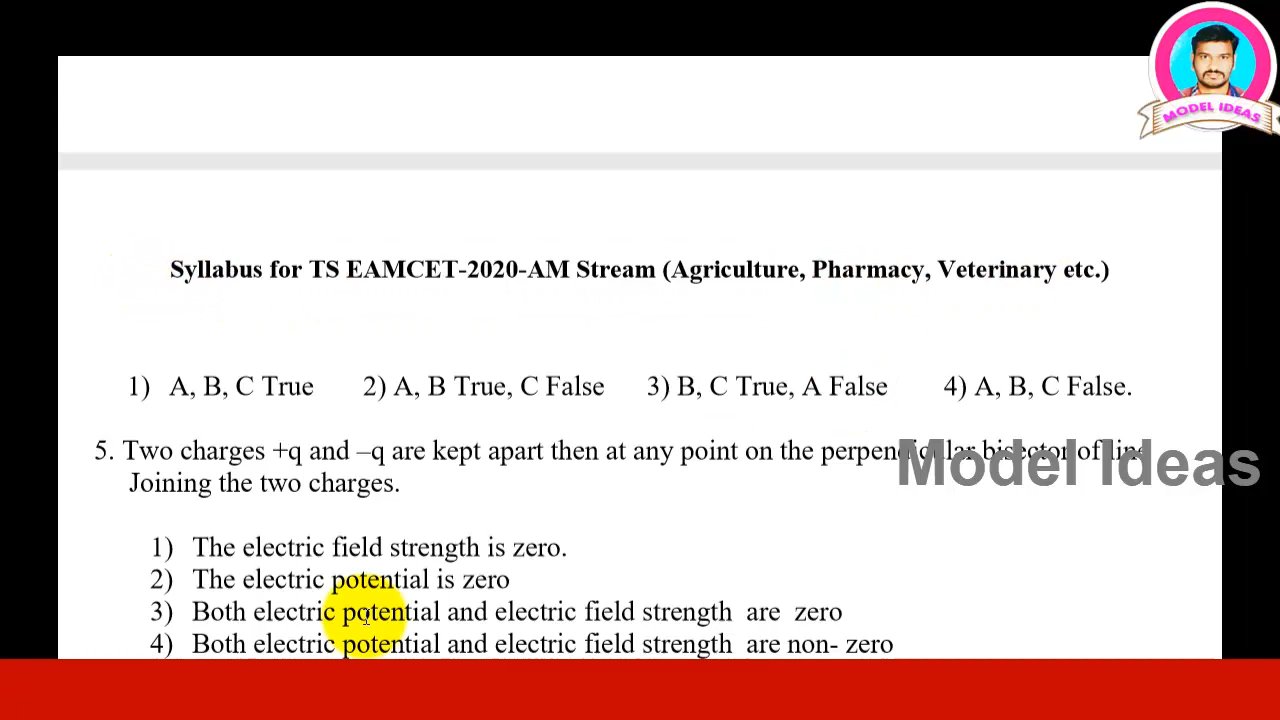 MODEL IDEAS
Syllabus for TS EAMCET-2020-AM Stream (Agriculture, Pharmacy, Veterinary etc.)
1) A, B, C True 2) A, B True, C False 3) B, C True, A False 4) A, B, C False.
5. Two charges +q and –q are kept apart then at any point on the perpendicular bisector of line
Model Ideas
Joining the two charges.
1) The electric field strength is zero.
2) The electric potential is zero
3) Both electric potential and electric field strength are zero
4) Both electric potential and electric field strength are non- zero